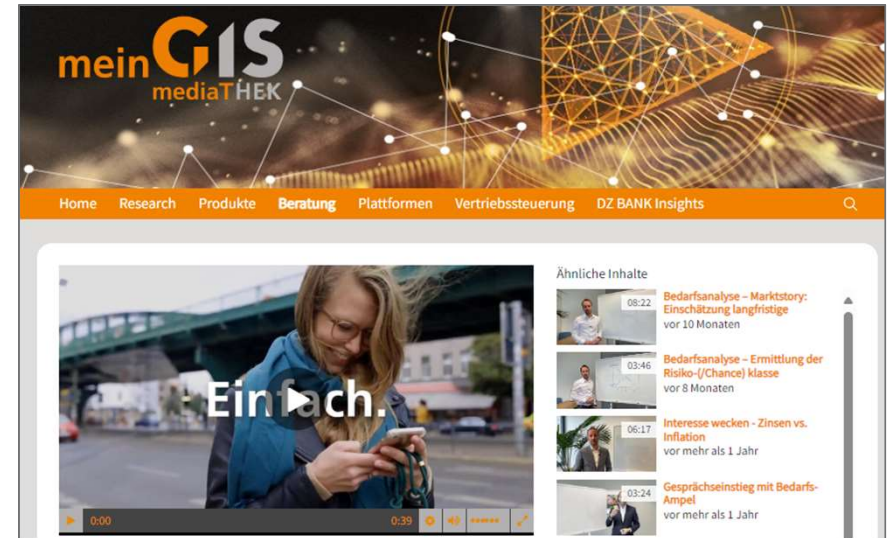 mein GIS
mediaTHEK
Home Research Produkte Beratung Plattformen Vertriebssteuerung DZ BANK Insights
Einfach.
0:00 0:39
Ähnliche Inhalte
08:22
Bedarfsanalyse – Marktstory:
Einschätzung langfristige
vor 10 Monaten
03:46
Bedarfsanalyse – Ermittlung der
Risiko-(/Chance) klasse
vor 8 Monaten
06:17
Interesse wecken - Zinsen vs.
Inflation
vor mehr als 1 Jahr
03:24
Gesprächseinstieg mit Bedarfs-
Ampel
vor mehr als 1 Jahr